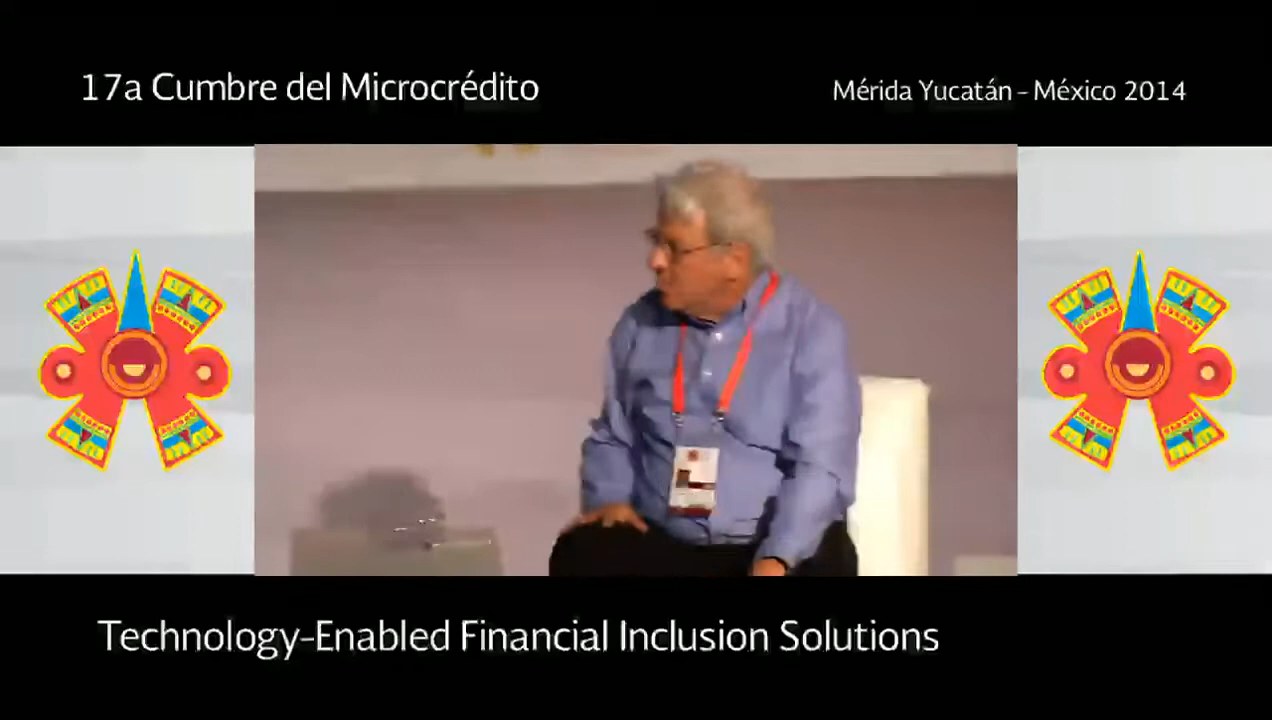 17a Cumbre del Microcrédito
Mérida Yucatán - México 2014
Technology-Enabled Financial Inclusion Solutions